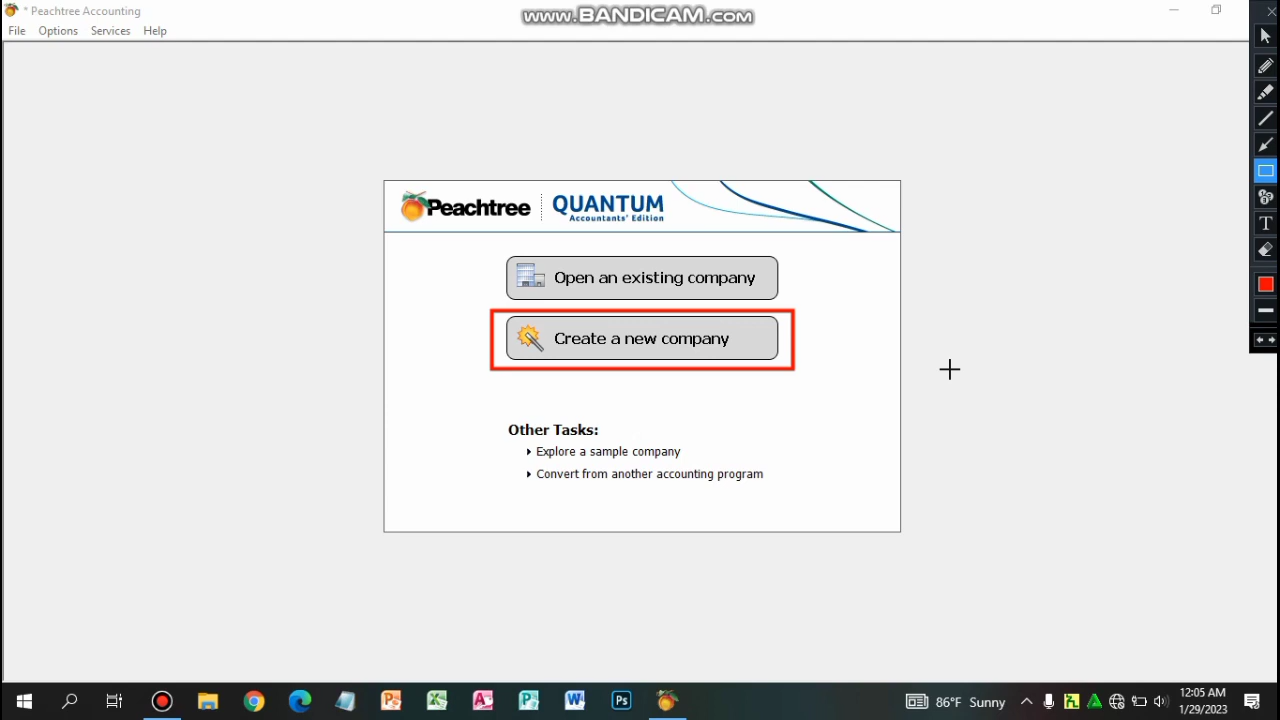 * Peachtree Accounting
www.BANDICAM.com
File Options Services Help
Peachtree QUANTUM
Accountants' Edition
Open an existing company
Create a new company
Other Tasks:
Explore a sample company
Convert from another accounting program
T
P
X
A
P
W
Ps
86°F Sunny
12:05 AM
1/29/2023